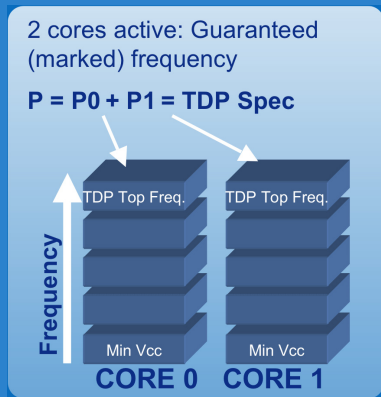 2 cores active: Guaranteed
(marked) frequency
P = P0 + P1 = TDP Spec
TDP Top Freq.
TDP Top Freq.
Frequency
Min Vcc
Min Vcc
CORE 0
CORE 1